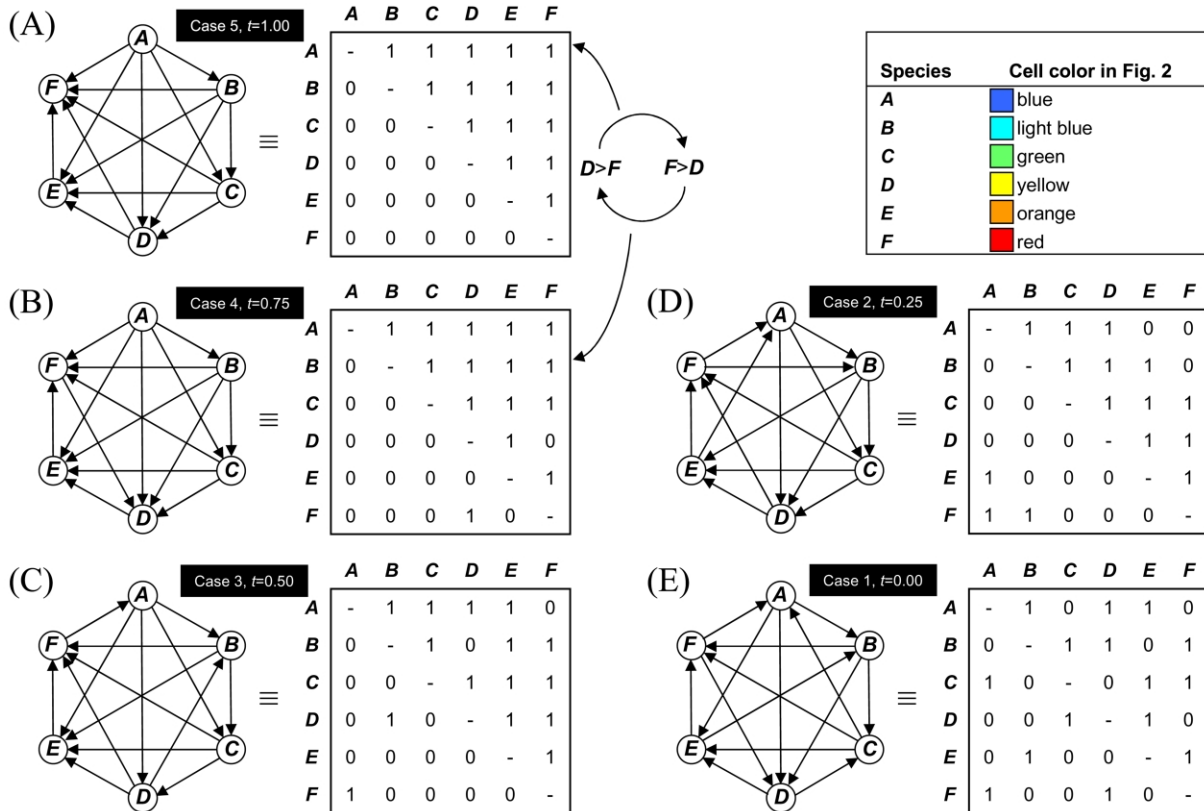 (A)
Case 5, t=1.00
A
B
C
D
E
F
≡
A B C D E F
A - 1 1 1 1 1
B 0 - 1 1 1 1
C 0 0 - 1 1 1
D 0 0 0 - 1 1
E 0 0 0 0 - 1
F 0 0 0 0 0 -
D>F F>D
Species Cell color in Fig. 2
A blue
B light blue
C green
D yellow
E orange
F red
(B)
Case 4, t=0.75
A
B
C
D
E
F
≡
A B C D E F
A - 1 1 1 1 1
B 0 - 1 1 1 1
C 0 0 - 1 1 1
D 0 0 0 - 1 0
E 0 0 0 0 - 1
F 0 0 0 1 0 -
(D)
Case 2, t=0.25
A
B
C
D
E
F
≡
A B C D E F
A - 1 1 1 0 0
B 0 - 1 1 1 0
C 0 0 - 1 1 1
D 0 0 0 - 1 1
E 1 0 0 0 - 1
F 1 1 0 0 0 -
(C)
Case 3, t=0.50
A
B
C
D
E
F
≡
A B C D E F
A - 1 1 1 1 0
B 0 - 1 0 1 1
C 0 0 - 1 1 1
D 0 1 0 - 1 1
E 0 0 0 0 - 1
F 1 0 0 0 0 -
(E)
Case 1, t=0.00
A
B
C
D
E
F
≡
A B C D E F
A - 1 0 1 1 0
B 0 - 1 1 0 1
C 1 0 - 0 1 1
D 0 0 1 - 1 0
E 0 1 0 0 - 1
F 1 0 0 1 0 -